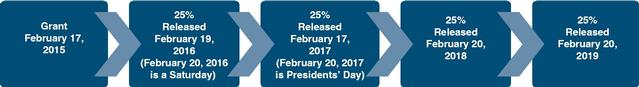 Grant
February 17,
2015
25%
Released
February 19,
2016
(February 20, 2016
is a Saturday)
25%
Released
February 17,
2017
(February 20, 2017
is Presidents' Day)
25%
Released
February 20,
2018
25%
Released
February 20,
2019